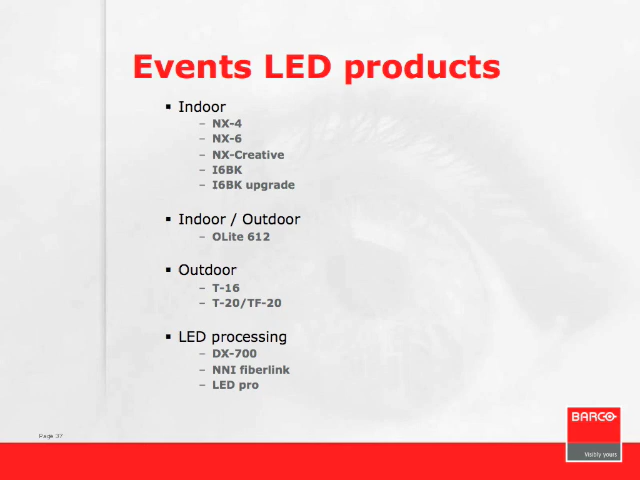 Events LED products
▪ Indoor
– NX-4
– NX-6
– NX-Creative
– I6BK
– I6BK upgrade
▪ Indoor / Outdoor
– OLite 612
▪ Outdoor
– T-16
– T-20/TF-20
▪ LED processing
– DX-700
– NNI fiberlink
– LED pro
BARCO
Page 37
Visibly yours